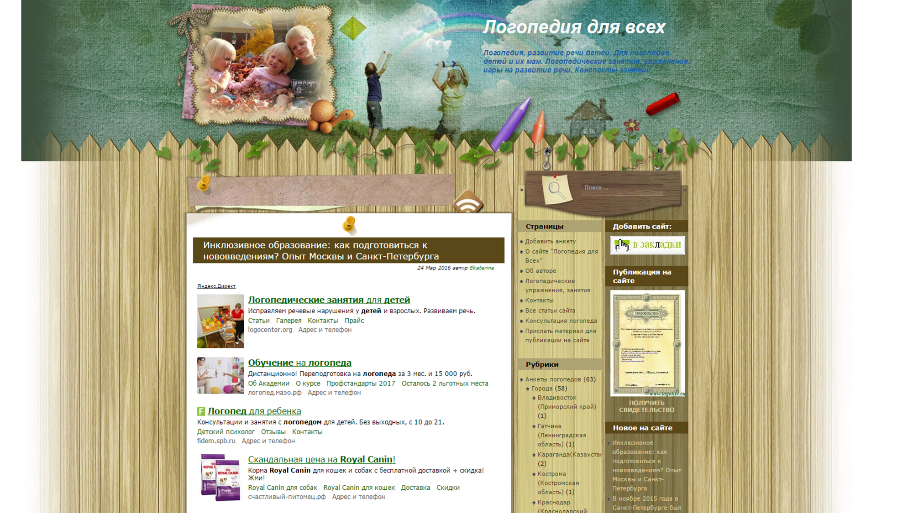 Логопедия для всех
Логопедия, развитие речи детей. Для логопедов,
детей и их мам. Логопедические занятия, упражнения,
игры на развитие речи. Конспекты занятий.
Поиск...
Инклюзивное образование: как подготовиться к
нововведениям? Опыт Москвы и Санкт-Петербурга
24 Мар 2016 автор Ekaterina
Яндекс.Директ
Логопедические занятия для детей
Исправляем речевые нарушения у детей и взрослых. Развиваем речь.
Статьи Галерея Контакты Прайс
logocenter.org Адрес и телефон
Обучение на логопеда
Дистанционно! Переподготовка на логопеда за 3 мес. и 15 000 руб.
Об Академии О курсе Профстандарты 2017 Осталось 2 льготных места
логопед.маэо.рф Адрес и телефон
Логопед для ребенка
Консультации и занятия с логопедом для детей. Без выходных, с 10 до 21.
Детский психолог Отзывы Контакты
fidem.spb.ru Адрес и телефон
Скандальная цена на Royal Canin!
Корма Royal Canin для кошек и собак с бесплатной доставкой + скидка!
Жми!
Royal Canin для собак Royal Canin для кошек Доставка Скидки
счастливый-питомец.рф Адрес и телефон
Страницы
Добавить анкету
О сайте "Логопедия для
Всех"
Об авторе
Логопедические
упражнения, занятия
Контакты
Все статьи сайта
Консультация логопеда
Прислать материал для
публикации на сайте
Рубрики
Анкеты логопедов (63)
Города (58)
Владивосток
(Приморский край)
(1)
Гатчина
(Ленинградская
область) (1)
Караганда(Казахстан
(2)
Кострома
(Костромская
область) (1)
Краснодар
(Краснодарский
Добавить сайт:
в закладки
Публикация на
сайте
ПОЛУЧИТЬ
СВИДЕТЕЛЬСТВО
Новое на сайте
Инклюзивное
образование: как
подготовиться к
нововведениям? Опыт
Москвы и Санкт-
Петербурга
В ноябре 2015 года в
Санкт-Петербурге был